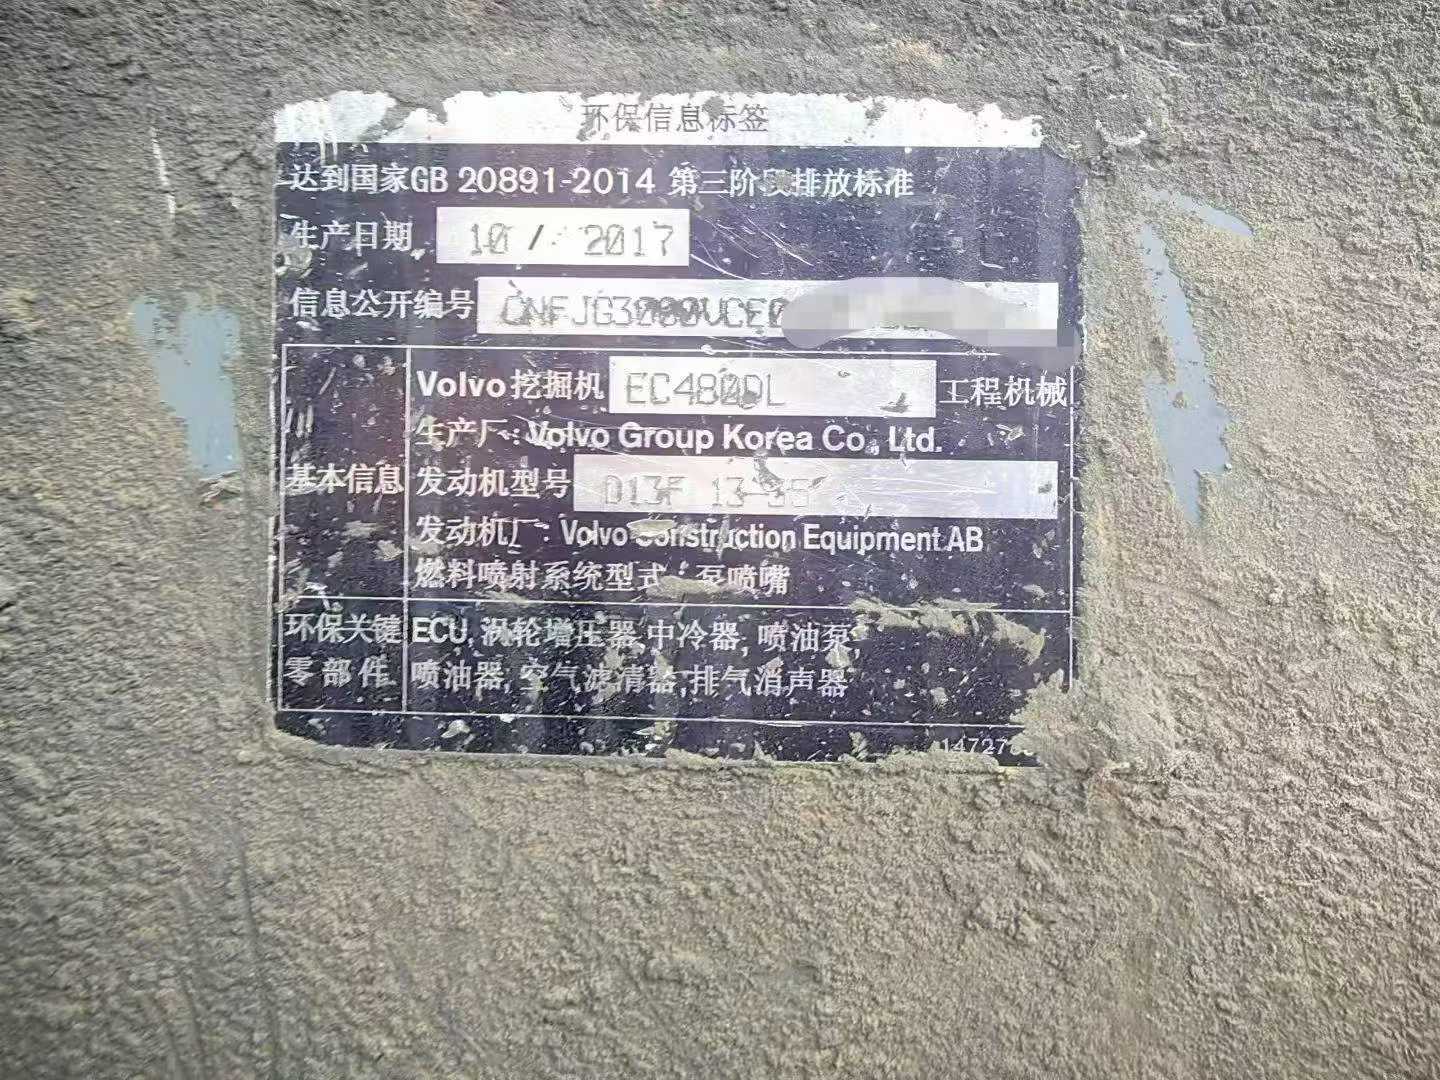 环保信息标签
达到国家GB 20891-2014 第三阶段排放标准
生产日期 10 / 2017
信息公开编号
Volvo挖掘机 EC480DL 工程机械
生产厂: Volvo Group Korea Co., Ltd.
基本信息 发动机型号
发动机厂: Volvo Construction Equipment AB
燃料喷射系统型式: 泵喷嘴
环保关键 ECU, 涡轮增压器, 中冷器, 喷油泵,
零部件 喷油器, 空气滤清器, 排气消声器